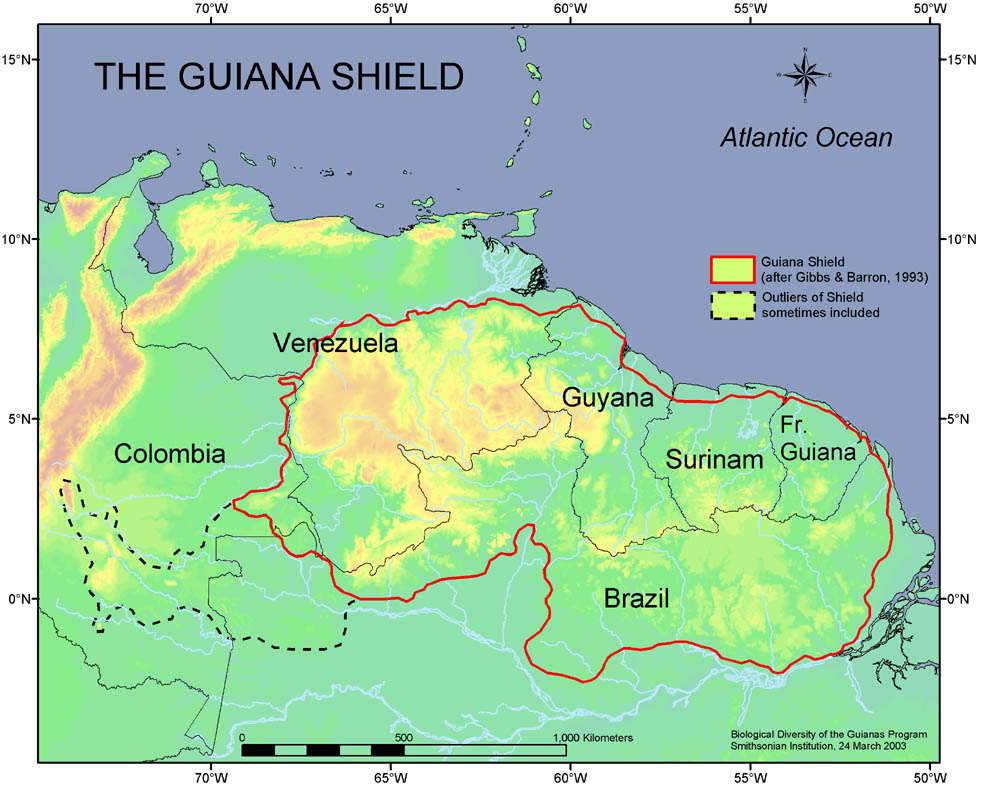 70°W 65°W 60°W 55°W 50°W
15°N 15°N
THE GUIANA SHIELD
N
W E
S
Atlantic Ocean
10°N 10°N
Guiana Shield
(after Gibbs & Barron, 1993)
Outliers of Shield
sometimes included
Venezuela
Guyana
5°N 5°N
Fr.
Guiana
Colombia
Surinam
0°N 0°N
Brazil
0 500 1,000 Kilometers
Biological Diversity of the Guianas Program
Smithsonian Institution, 24 March 2003
70°W 65°W 60°W 55°W 50°W